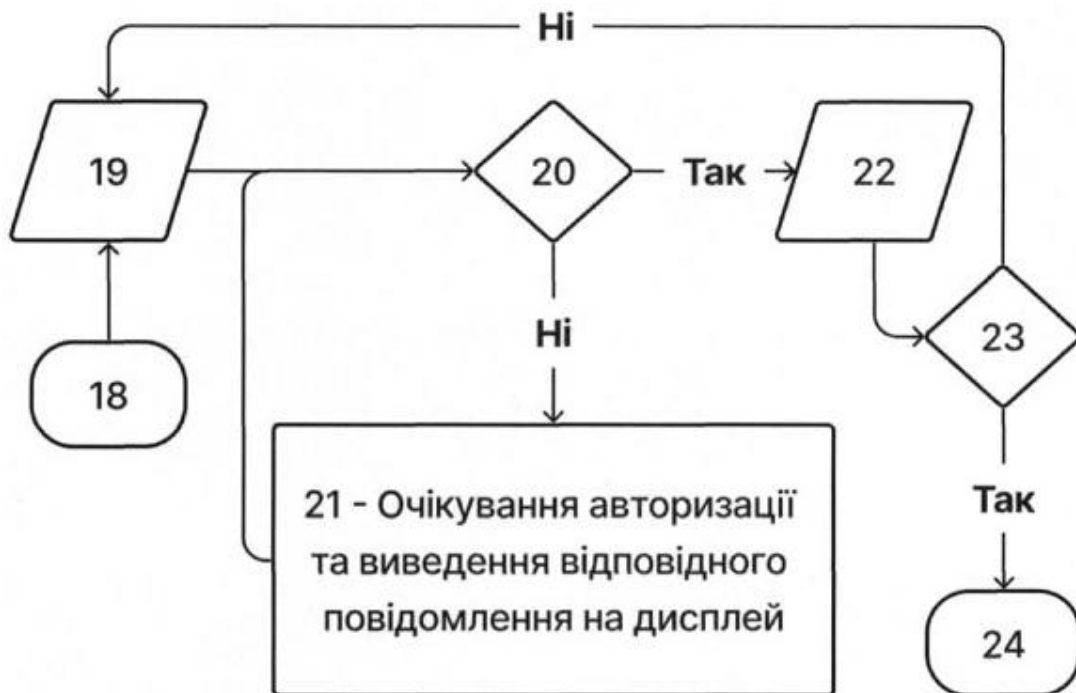 Ні
19
20
Так
22
Ні
23
18
21 - Очікування авторизації
та виведення відповідного
повідомлення на дисплей
Так
24